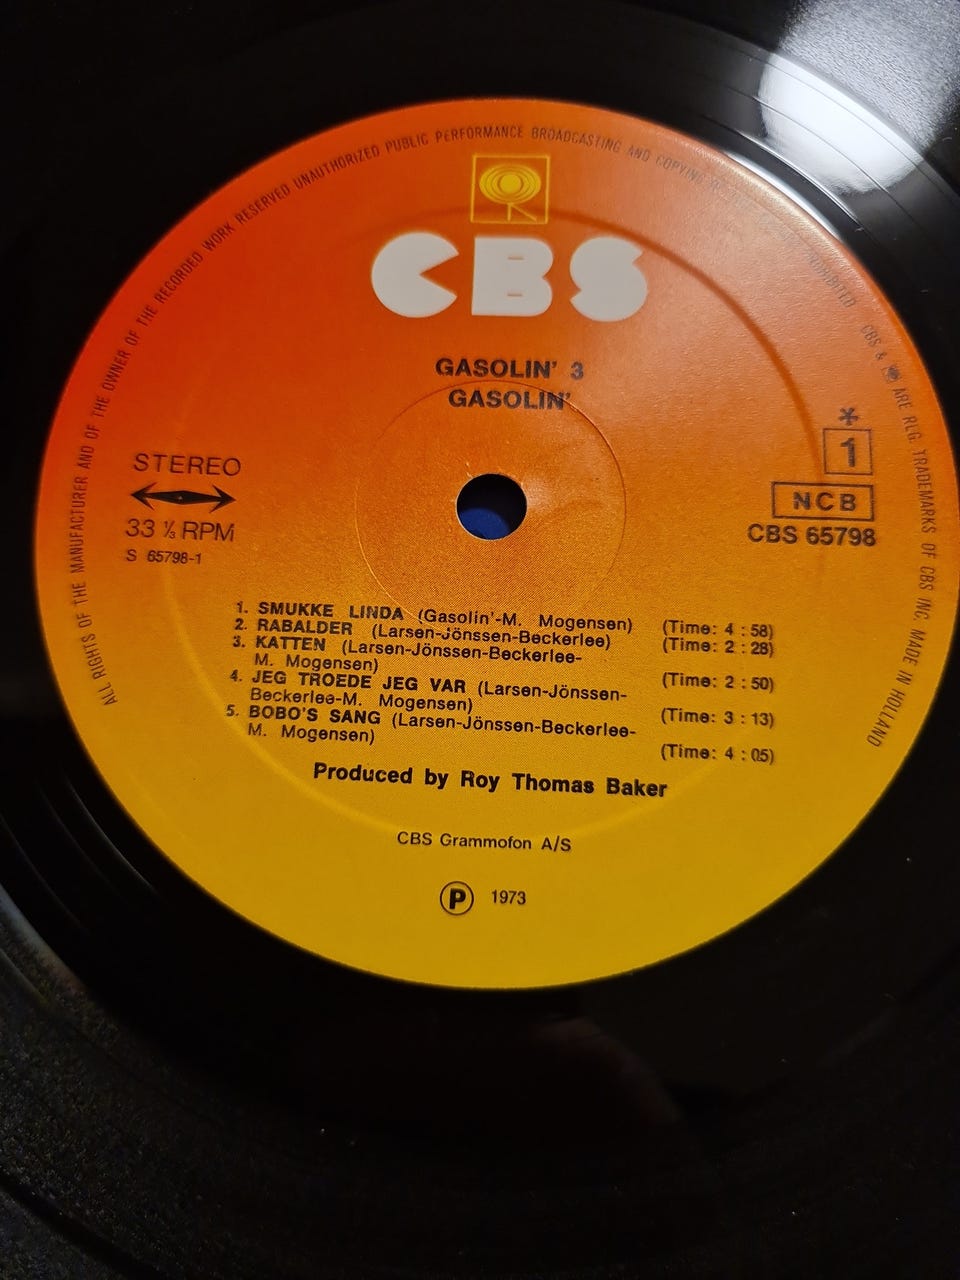 ALL RIGHTS OF THE MANUFACTURER AND OF THE OWNER OF THE RECORDED WORK RESERVED UNAUTHORIZED PUBLIC PERFORMANCE BROADCASTING AND COPYING PROHIBITED
CBS & ARE REG. TRADEMARKS OF CBS INC. MADE IN HOLLAND
CBS
GASOLIN' 3
GASOLIN'
STEREO
33 ⅓ RPM
S 65798-1
*
1
NCB
CBS 65798
1. SMUKKE LINDA (Gasolin'-M. Mogensen) (Time: 4 : 58)
2. RABALDER (Larsen-Jönssen-Beckerlee) (Time: 2 : 28)
3. KATTEN (Larsen-Jönssen-Beckerlee-
M. Mogensen) (Time: 2 : 50)
4. JEG TROEDE JEG VAR (Larsen-Jönssen-
Beckerlee-M. Mogensen) (Time: 3 : 13)
5. BOBO'S SANG (Larsen-Jönssen-Beckerlee-
M. Mogensen) (Time: 4 : 05)
Produced by Roy Thomas Baker
CBS Grammofon A/S
℗ 1973